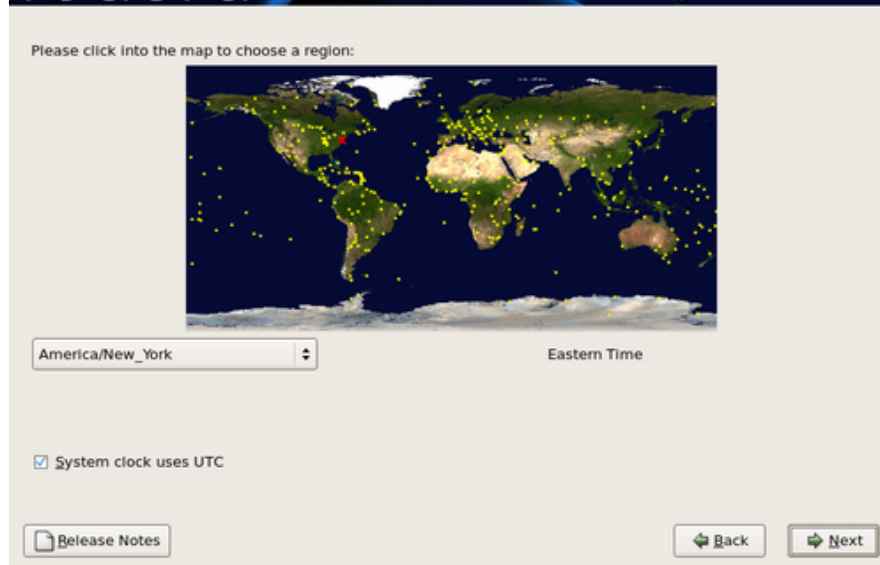 Please click into the map to choose a region:
America/New_York
Eastern Time
System clock uses UTC
Release Notes
Back
Next